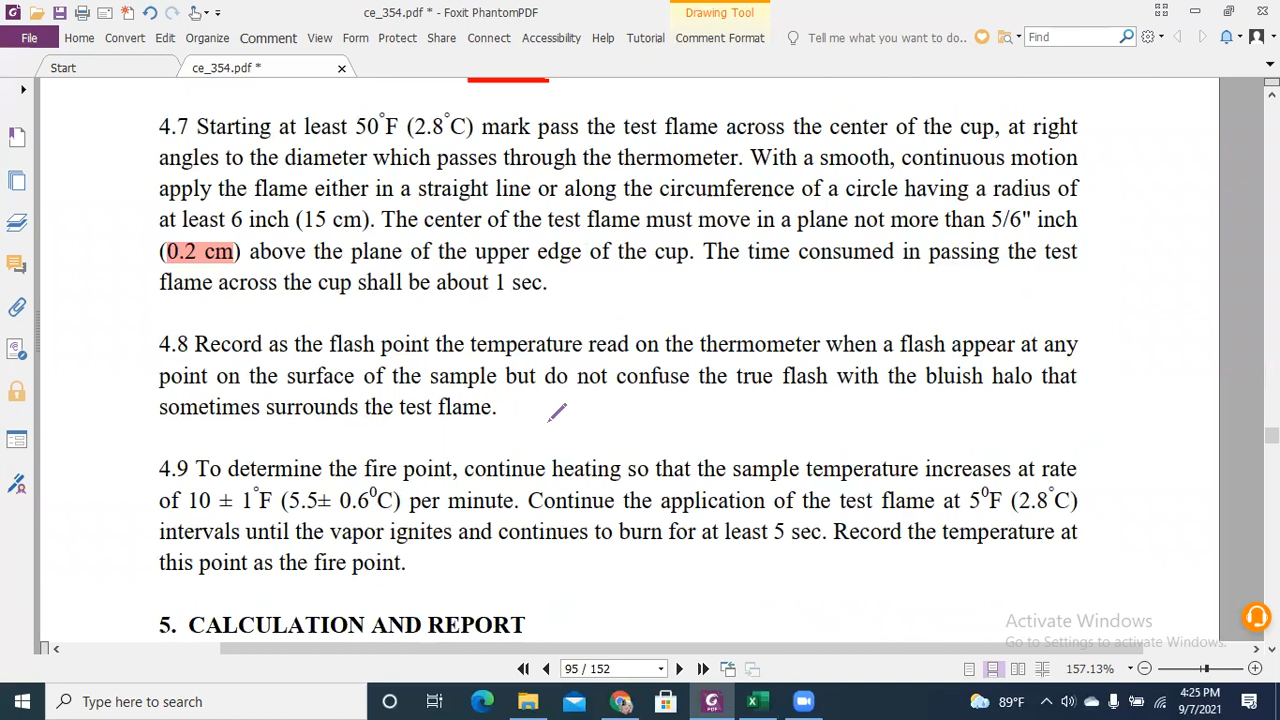 ce_354.pdf * - Foxit PhantomPDF
Drawing Tool
File Home Convert Edit Organize Comment View Form Protect Share Connect Accessibility Help Tutorial Comment Format Tell me what you want to do.. Find
Start ce_354.pdf *
4.7 Starting at least 50°F (2.8°C) mark pass the test flame across the center of the cup, at right
angles to the diameter which passes through the thermometer. With a smooth, continuous motion
apply the flame either in a straight line or along the circumference of a circle having a radius of
at least 6 inch (15 cm). The center of the test flame must move in a plane not more than 5/6" inch
(0.2 cm) above the plane of the upper edge of the cup. The time consumed in passing the test
flame across the cup shall be about 1 sec.
4.8 Record as the flash point the temperature read on the thermometer when a flash appear at any
point on the surface of the sample but do not confuse the true flash with the bluish halo that
sometimes surrounds the test flame.
4.9 To determine the fire point, continue heating so that the sample temperature increases at rate
of 10 ± 1°F (5.5± 0.6⁰C) per minute. Continue the application of the test flame at 5⁰F (2.8°C)
intervals until the vapor ignites and continues to burn for at least 5 sec. Record the temperature at
this point as the fire point.
5. CALCULATION AND REPORT
Activate Windows
Go to Settings to activate Windows.
95 / 152
157.13%
Type here to search
89°F
4:25 PM
9/7/2021